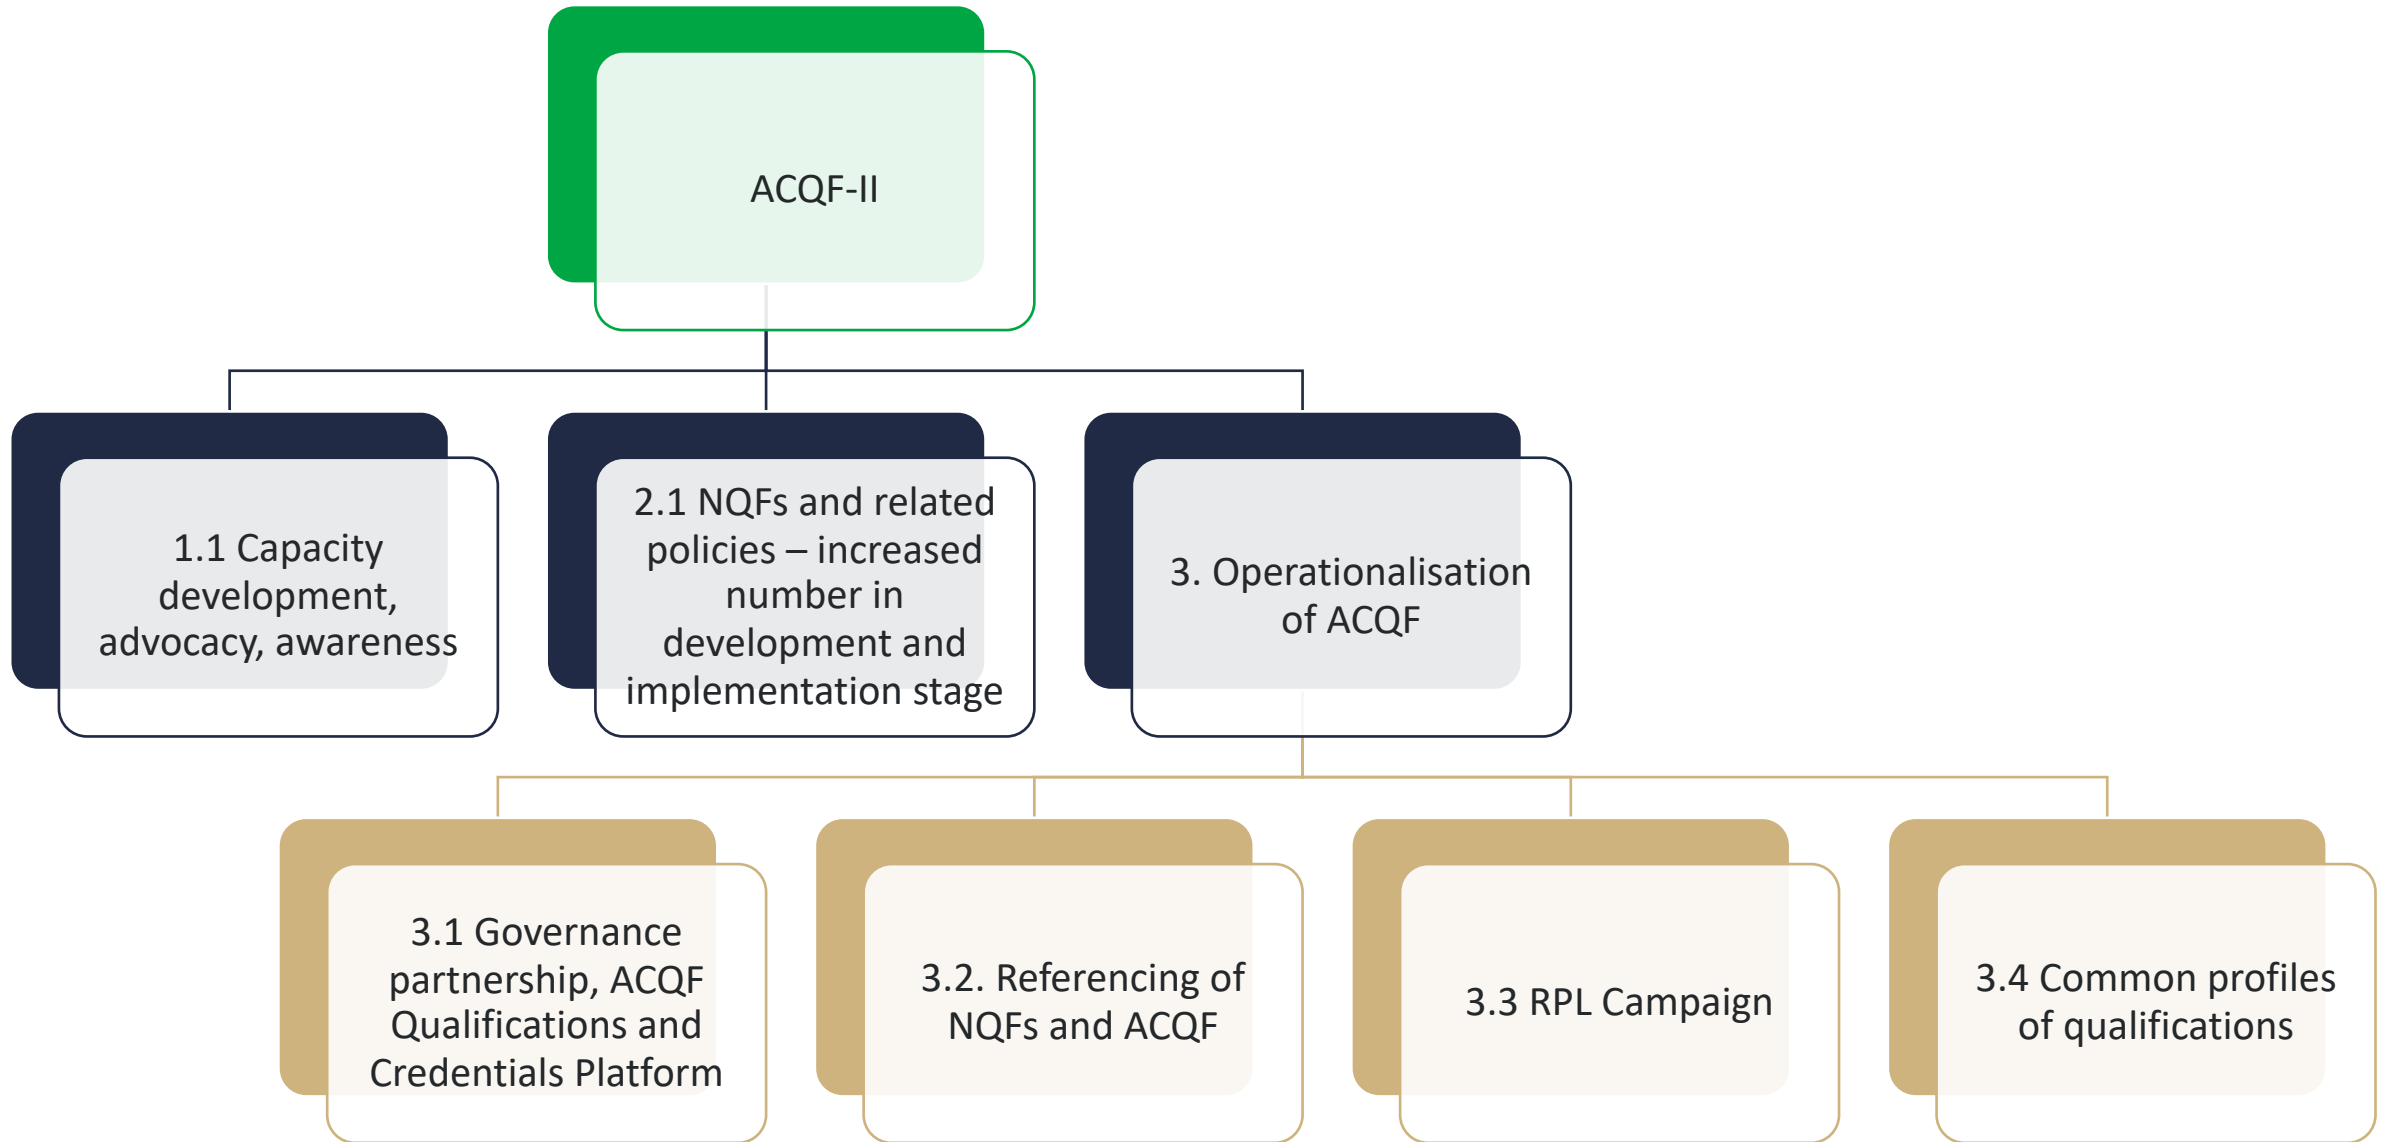 ACQF-II
1.1 Capacity
development,
advocacy, awareness
2.1 NQFs and related
policies – increased
number in
development and
implementation stage
3. Operationalisation
of ACQF
3.1 Governance
partnership, ACQF
Qualifications and
Credentials Platform
3.2. Referencing of
NQFs and ACQF
3.3 RPL Campaign
3.4 Common profiles
of qualifications